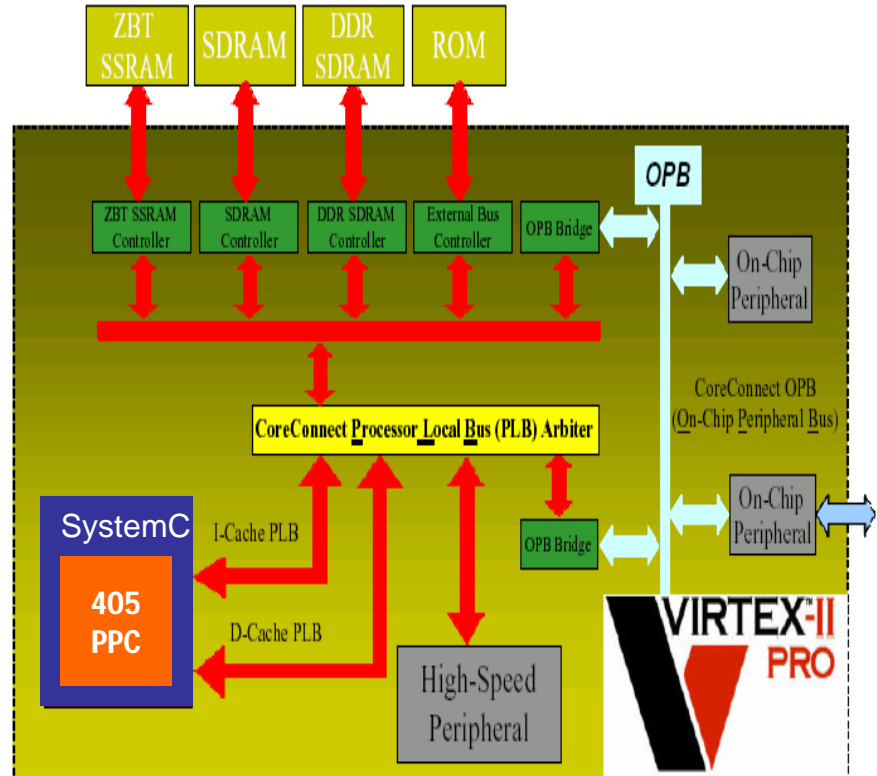 ZBT
SSRAM
SDRAM
DDR
SDRAM
ROM
OPB
ZBT SSRAM
Controller
SDRAM
Controller
DDR SDRAM
Controller
External Bus
Controller
OPB Bridge
On-Chip
Peripheral
CoreConnect OPB
(On-Chip Peripheral Bus)
CoreConnect Processor Local Bus (PLB) Arbiter
SystemC
405
PPC
I-Cache PLB
D-Cache PLB
OPB Bridge
On-Chip
Peripheral
High-Speed
Peripheral
VIRTEX™-II
PRO